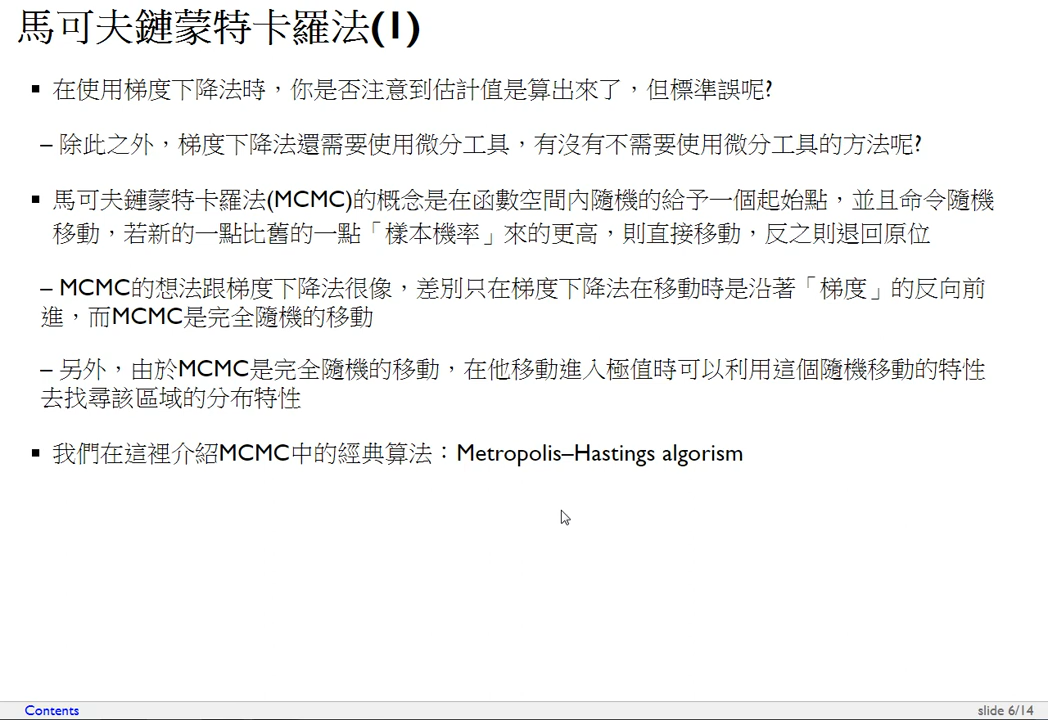 馬可夫鏈蒙特卡羅法(1)
▪ 在使用梯度下降法時，你是否注意到估計值是算出來了，但標準誤呢?
– 除此之外，梯度下降法還需要使用微分工具，有沒有不需要使用微分工具的方法呢?
▪ 馬可夫鏈蒙特卡羅法(MCMC)的概念是在函數空間內隨機的給予一個起始點，並且命令隨機
移動，若新的一點比舊的一點「樣本機率」來的更高，則直接移動，反之則退回原位
– MCMC的想法跟梯度下降法很像，差別只在梯度下降法在移動時是沿著「梯度」的反向前
進，而MCMC是完全隨機的移動
– 另外，由於MCMC是完全隨機的移動，在他移動進入極值時可以利用這個隨機移動的特性
去找尋該區域的分布特性
▪ 我們在這裡介紹MCMC中的經典算法：Metropolis–Hastings algorism
Contents
slide 6/14